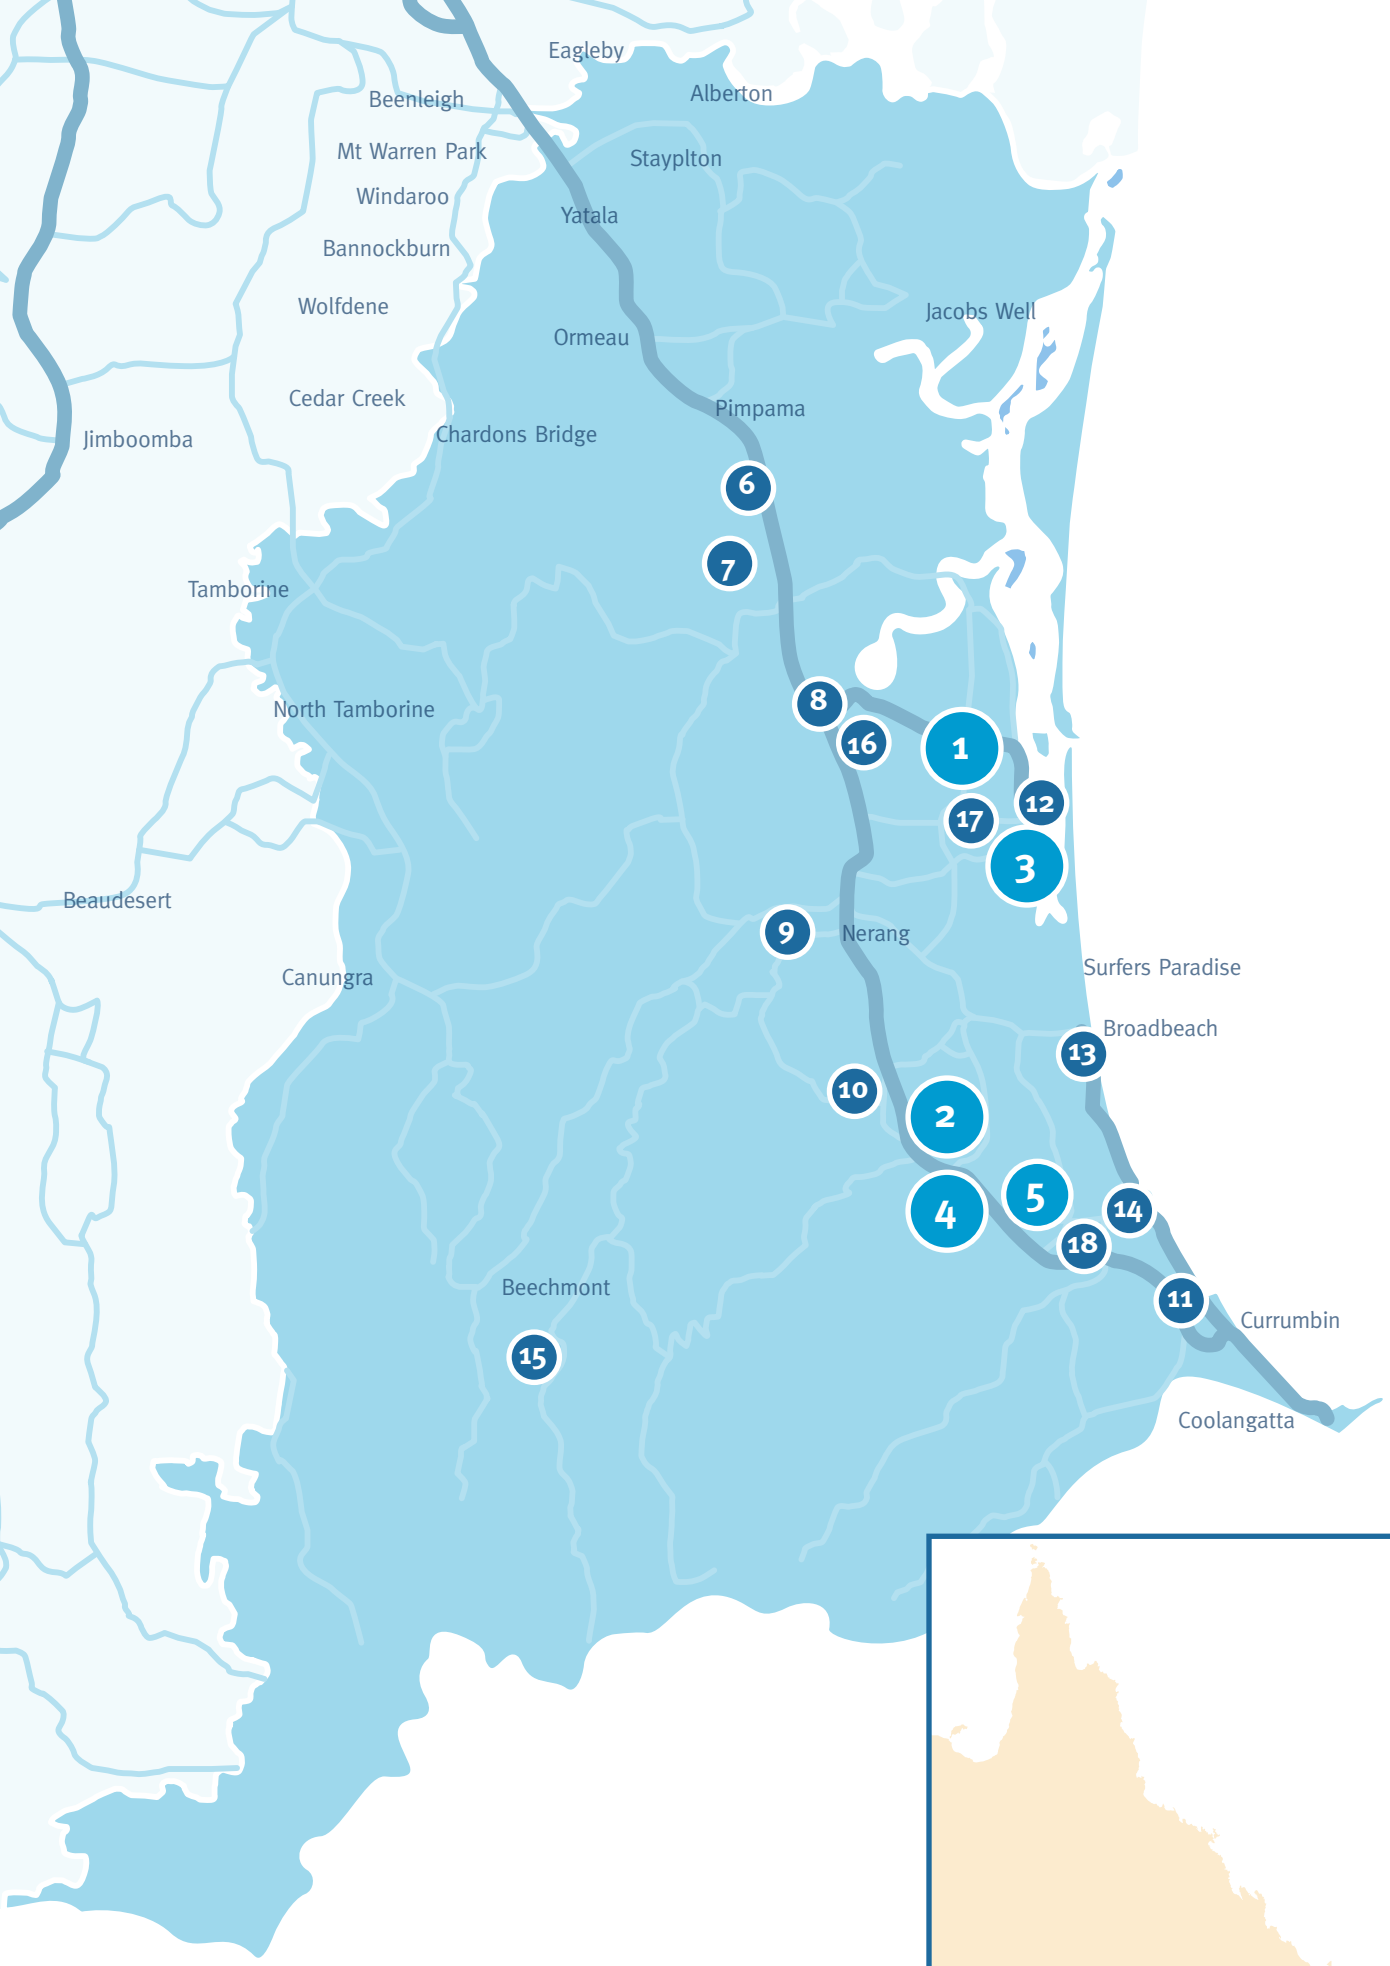 Eagleby
Alberton
Beenleigh
Mt Warren Park
Stayplton
Windaroo
Yatala
Bannockburn
Wolfdene
Jacobs Well
Ormeau
Cedar Creek
Pimpama
Chardons Bridge
Jimboomba
6
7
Tamborine
North Tamborine
8
16
1
12
17
3
Beaudesert
9
Nerang
Surfers Paradise
Canungra
Broadbeach
13
10
2
5
4
14
18
Beechmont
11
Currumbin
15
Coolangatta